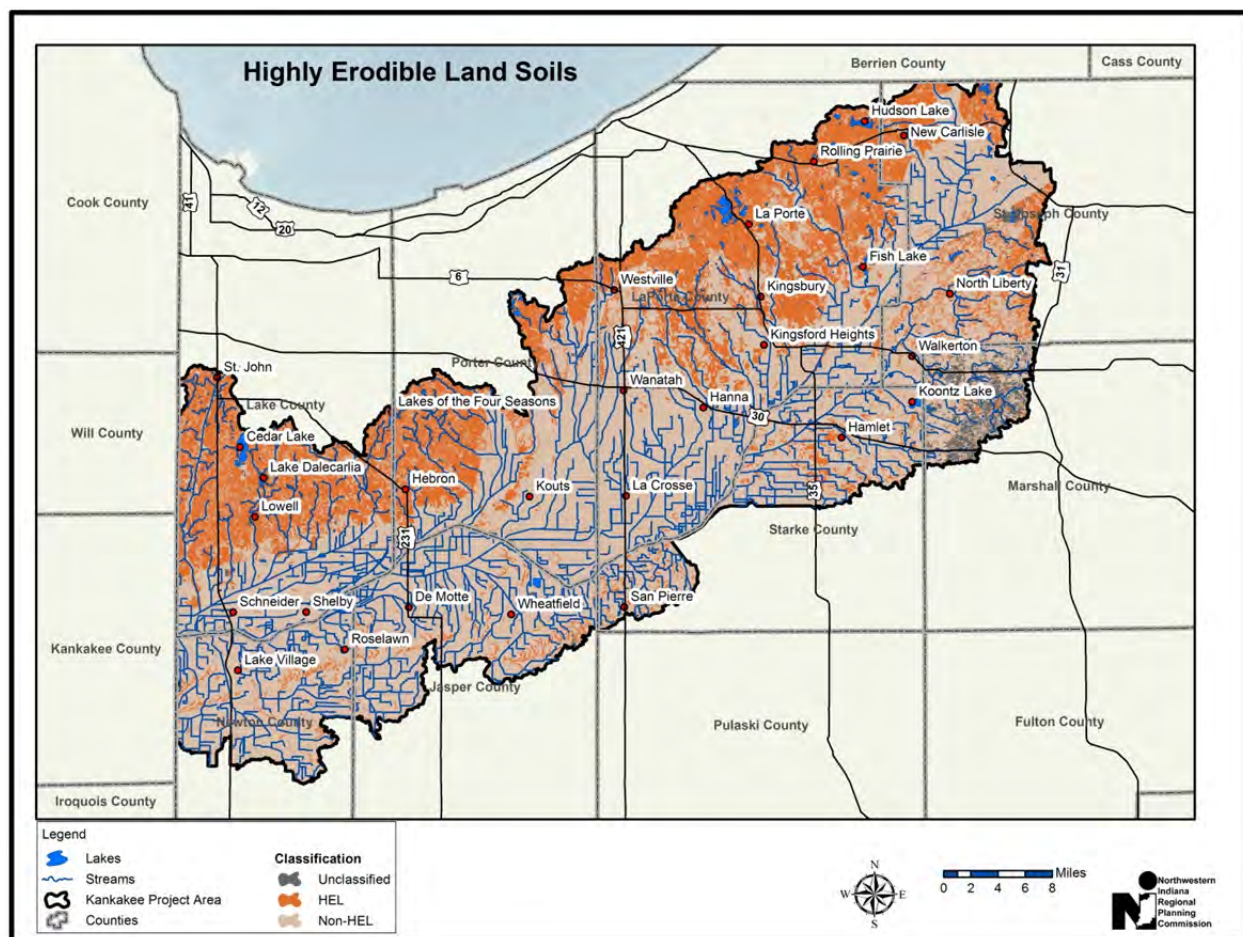 Highly Erodible Land Soils
Berrien County
Cass County
Hudson Lake
New Carlisle
Rolling Prairie
Cook County
41
12
20
St. Joseph County
La Porte
Fish Lake
31
6
Westville
LaPorte County
Kingsbury
North Liberty
421
Kingsford Heights
Walkerton
Porter County
St. John
Wanatah
Hanna
Koontz Lake
Lakes of the Four Seasons
Lake County
30
Will County
Hamlet
Cedar Lake
Lake Dalecarlia
Hebron
Kouts
La Crosse
35
Marshall County
Lowell
Starke County
231
Schneider
Shelby
De Motte
Wheatfield
San Pierre
Kankakee County
Roselawn
Lake Village
Jasper County
Newton County
Pulaski County
Fulton County
Iroquois County
Legend
Lakes
Streams
Kankakee Project Area
Counties
Classification
Unclassified
HEL
Non-HEL
N
W
E
S
Miles
0 2 4 6 8
Northwestern
Indiana
Regional
Planning
Commission